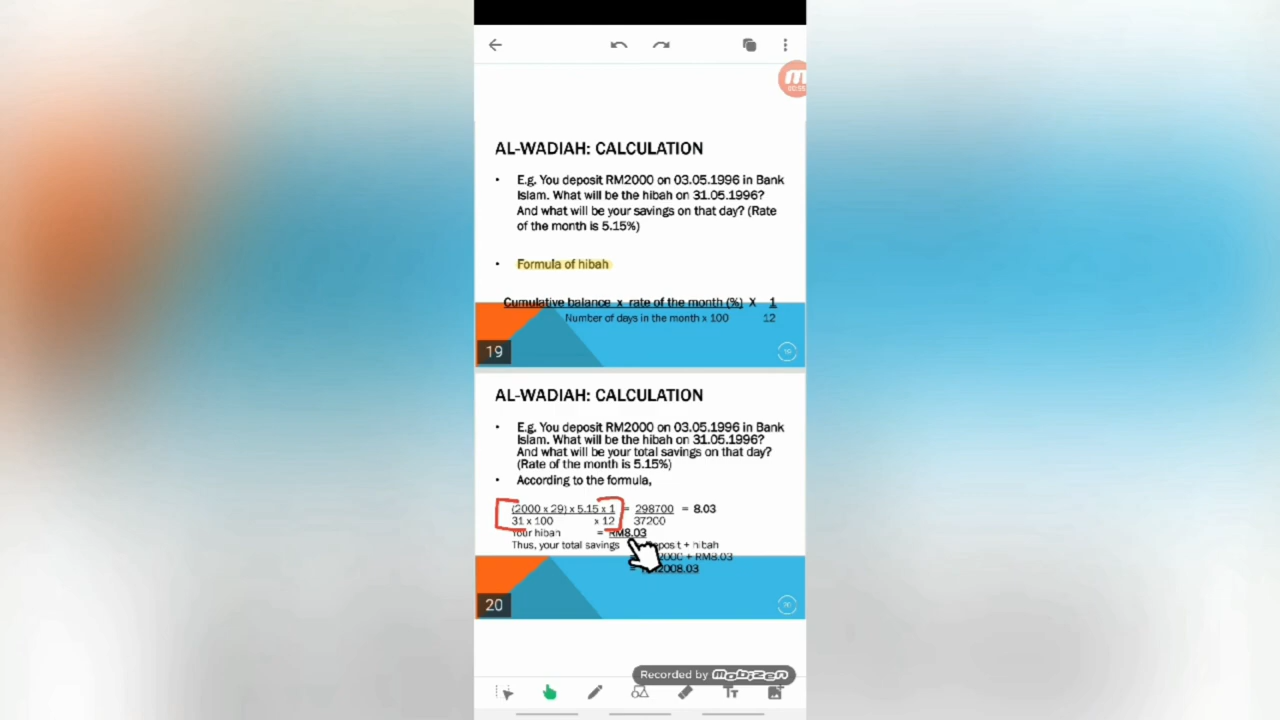 AL-WADIAH: CALCULATION
• E.g. You deposit RM2000 on 03.05.1996 in Bank
Islam. What will be the hibah on 31.05.1996?
And what will be your savings on that day? (Rate
of the month is 5.15%)
• Formula of hibah
Cumulative balance x rate of the month (%) X 1
Number of days in the month x 100 12
19
AL-WADIAH: CALCULATION
• E.g. You deposit RM2000 on 03.05.1996 in Bank
Islam. What will be the hibah on 31.05.1996?
And what will be your total savings on that day?
(Rate of the month is 5.15%)
• According to the formula,
(2000 x 29) x 5.15 x 1 = 298700 = 8.03
31 x 100 x 12 37200
Your hibah = RM8.03
Thus, your total savings + hibah
2000 + RM8.03
= 2008.03
20
Recorded by mobizen
Tт